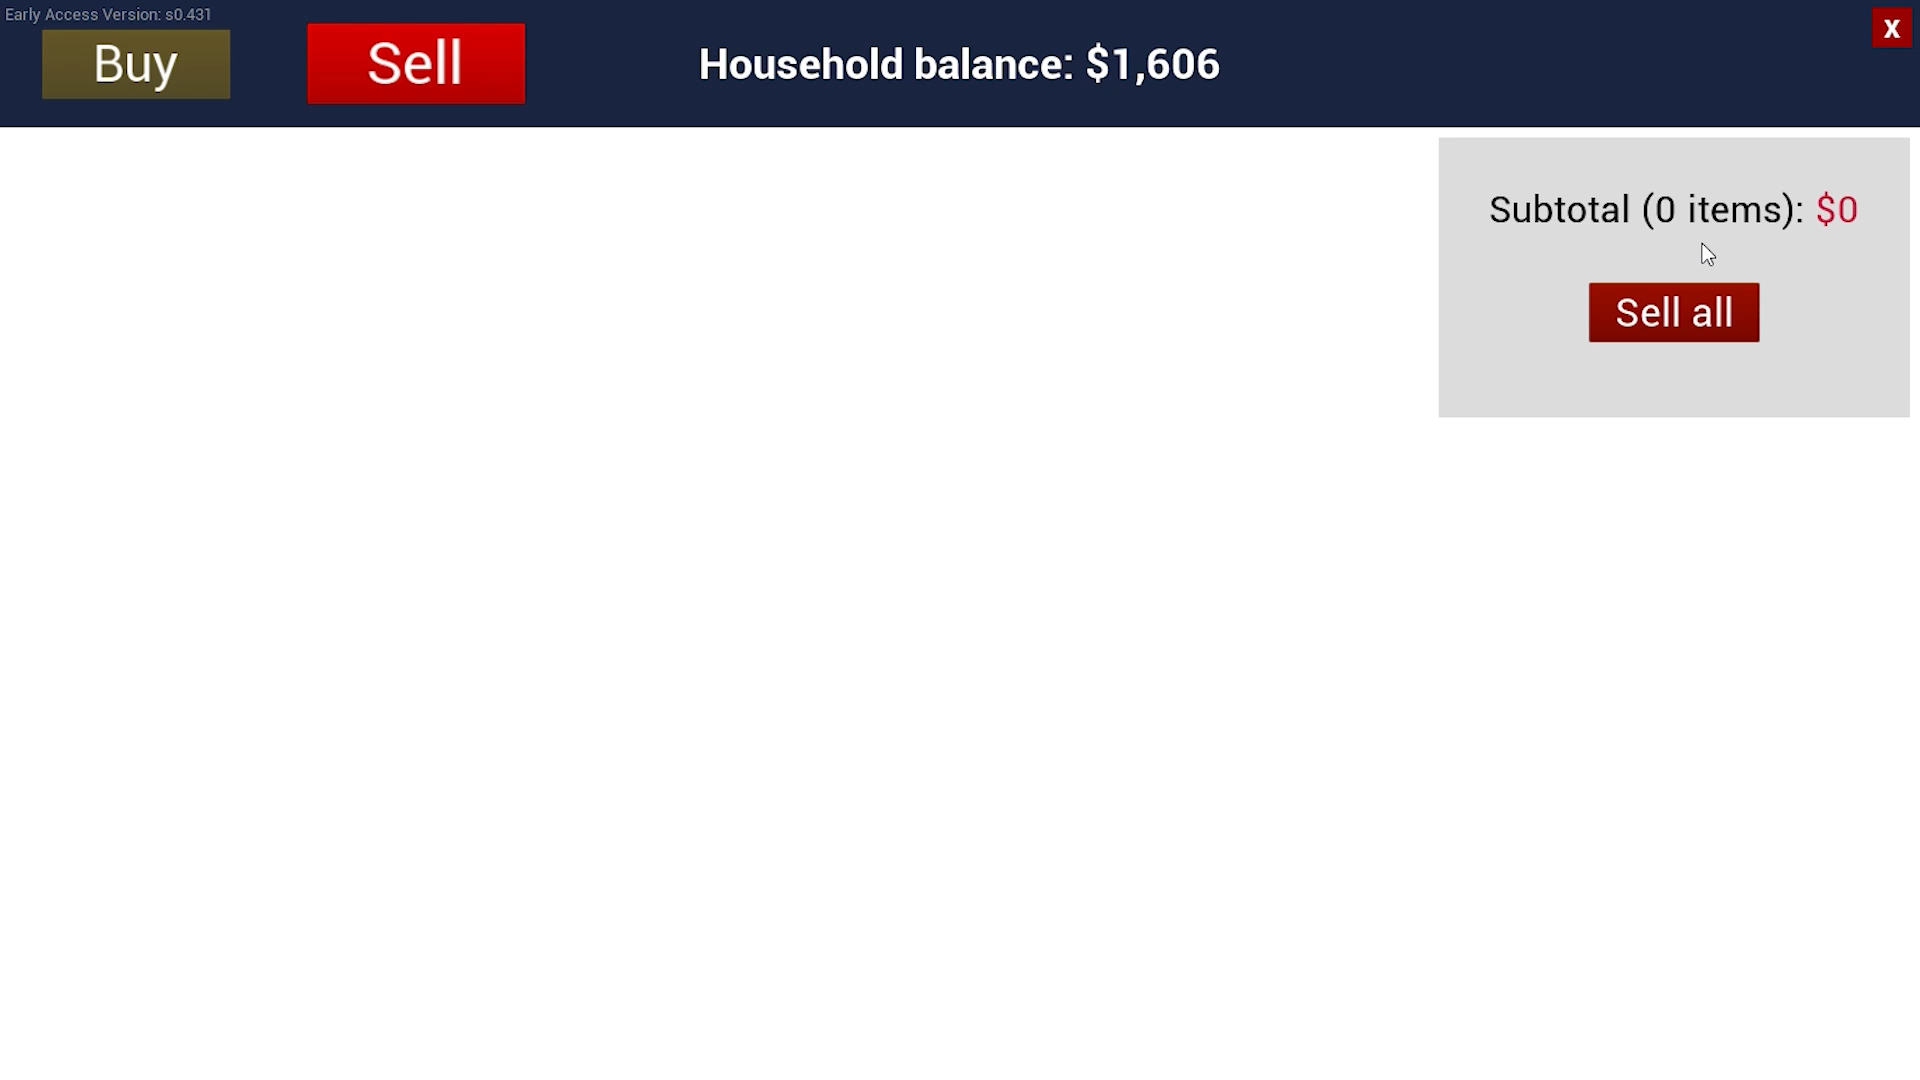 Early Access Version: s0.431
Buy
Sell
Household balance: $1,606
X
Subtotal (0 items): $0
Sell all